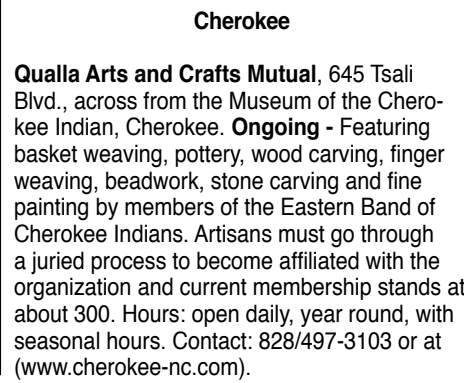 Cherokee
Qualla Arts and Crafts Mutual, 645 Tsali
Blvd., across from the Museum of the Chero-
kee Indian, Cherokee. Ongoing - Featuring
basket weaving, pottery, wood carving, finger
weaving, beadwork, stone carving and fine
painting by members of the Eastern Band of
Cherokee Indians. Artisans must go through
a juried process to become affiliated with the
organization and current membership stands at
about 300. Hours: open daily, year round, with
seasonal hours. Contact: 828/497-3103 or at
(www.cherokee-nc.com).